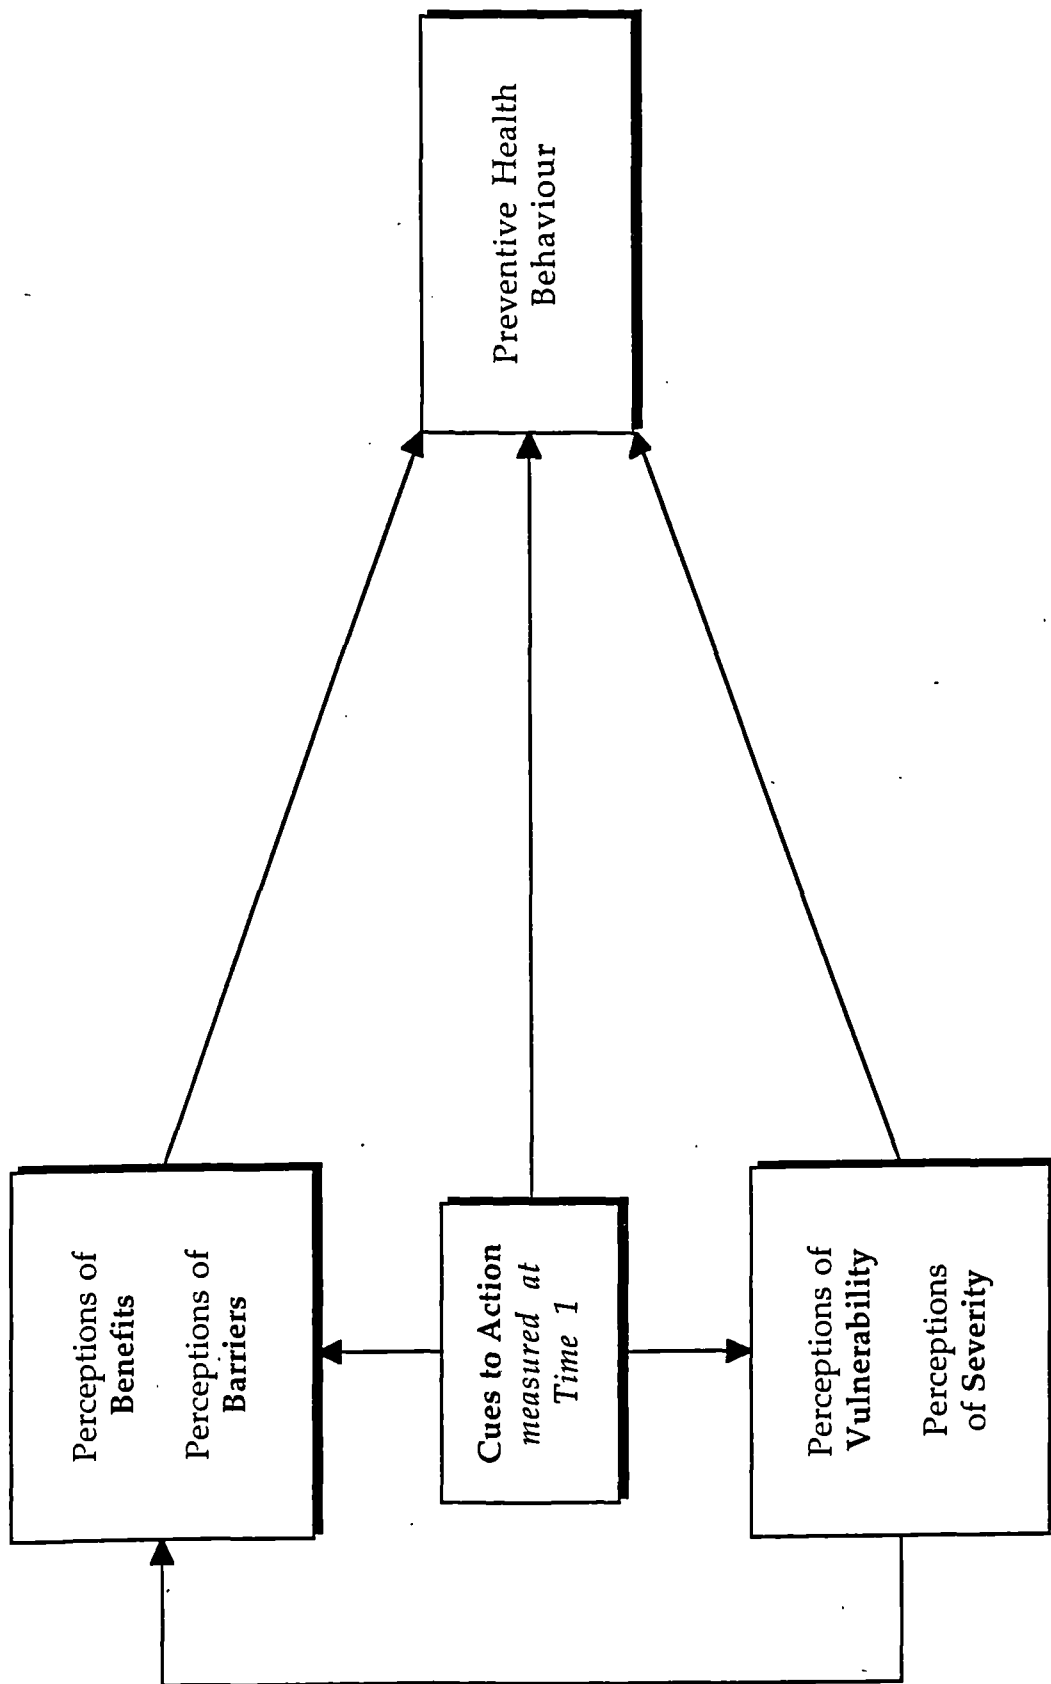 Perceptions of
Benefits
Perceptions of
Barriers
Cues to Action
measured at
Time 1
Perceptions of
Vulnerability
Perceptions
of Severity
Preventive Health
Behaviour